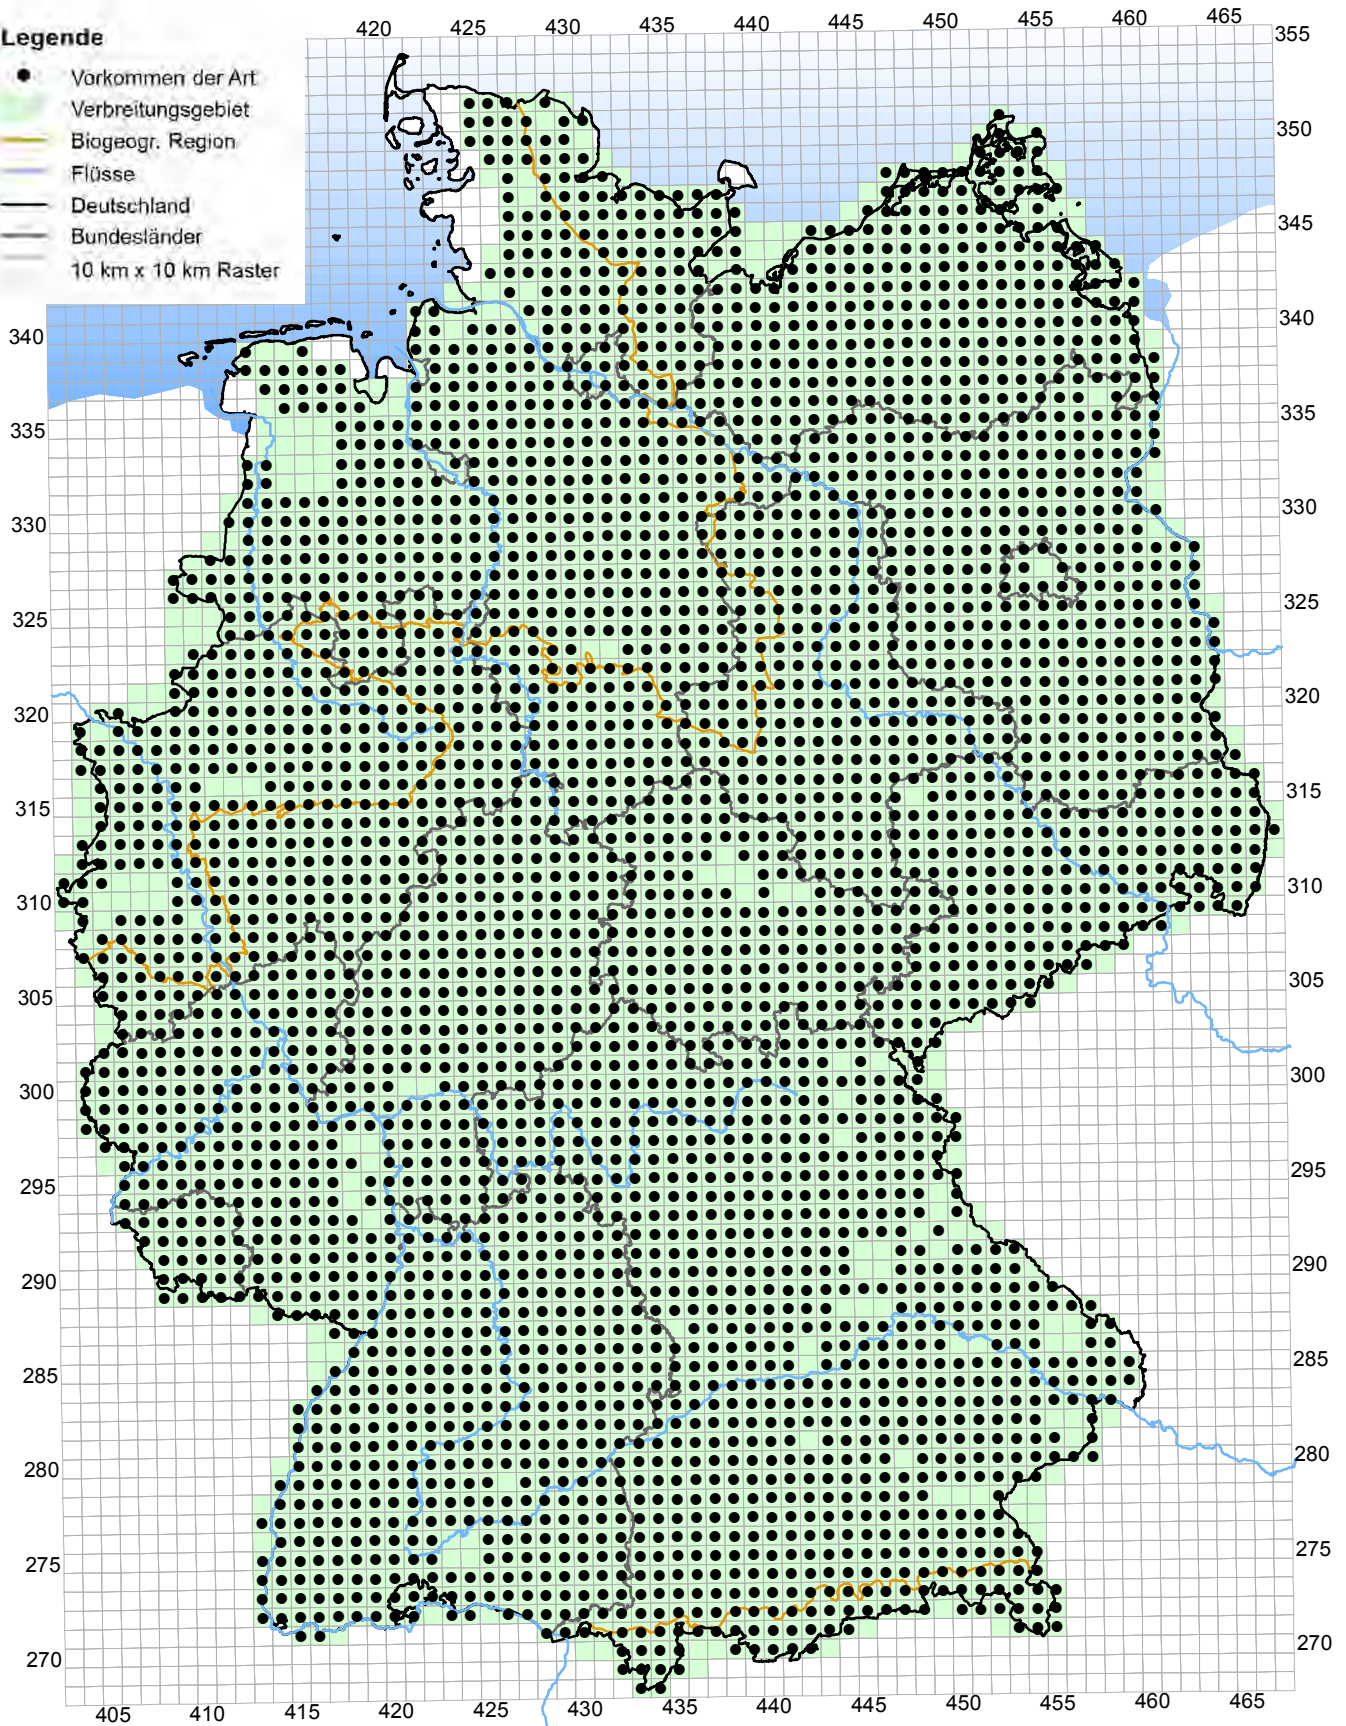 420 425 430 435 440 445 450 455 460 465
355
Legende
Vorkommen der Art
Verbreitungsgebiet
Biogeogr. Region
Flüsse
Deutschland
Bundesländer
10 km x 10 km Raster
350
345
340 340
335 335
330 330
325 325
320 320
315 315
310 310
305 305
300 300
295 295
290 290
285 285
280 280
275 275
270 270
405 410 415 420 425 430 435 440 445 450 455 460 465